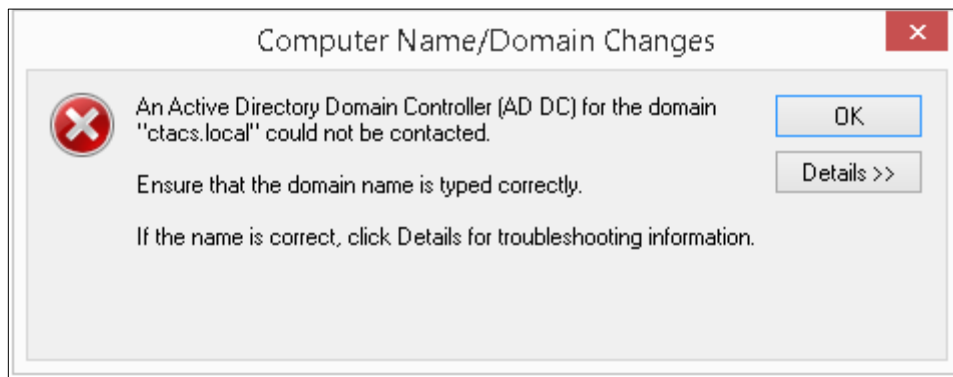 Computer Name/Domain Changes
An Active Directory Domain Controller (AD DC) for the domain
"ctacs.local" could not be contacted.
Ensure that the domain name is typed correctly.
If the name is correct, click Details for troubleshooting information.
OK
Details >>